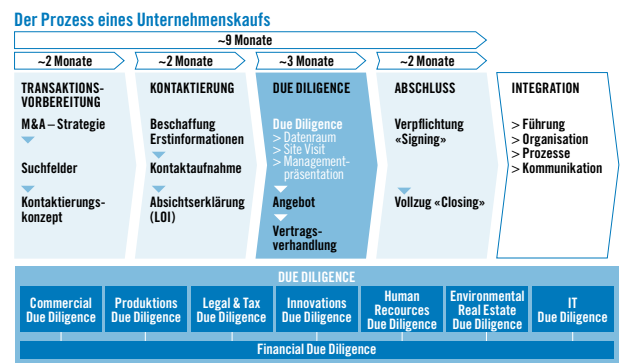 Der Prozess eines Unternehmenskaufs
~9 Monate
~2 Monate
~2 Monate
~3 Monate
~2 Monate
TRANSAKTIONS-
VORBEREITUNG
M&A – Strategie
Suchfelder
Kontaktierungs-
konzept
KONTAKTIERUNG
Beschaffung
Erstinformationen
Kontaktaufnahme
Absichtserklärung
(LOI)
DUE DILIGENCE
Due Diligence
> Datenraum
> Site Visit
> Management-
präsentation
Angebot
Vertrags-
verhandlung
ABSCHLUSS
Verpflichtung
«Signing»
Vollzug «Closing»
INTEGRATION
> Führung
> Organisation
> Prozesse
> Kommunikation
DUE DILIGENCE
Commercial
Due Diligence
Produktions
Due Diligence
Legal & Tax
Due Diligence
Innovations
Due Diligence
Human
Recources
Due Diligence
Environmental
Real Estate
Due Diligence
IT
Due Diligence
Financial Due Diligence